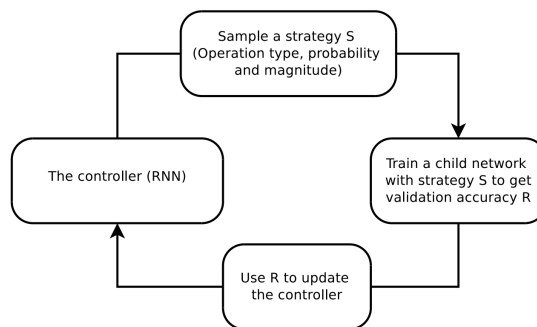 Sample a strategy S
(Operation type, probability
and magnitude)
The controller (RNN)
Train a child network
with strategy S to get
validation accuracy R
Use R to update
the controller